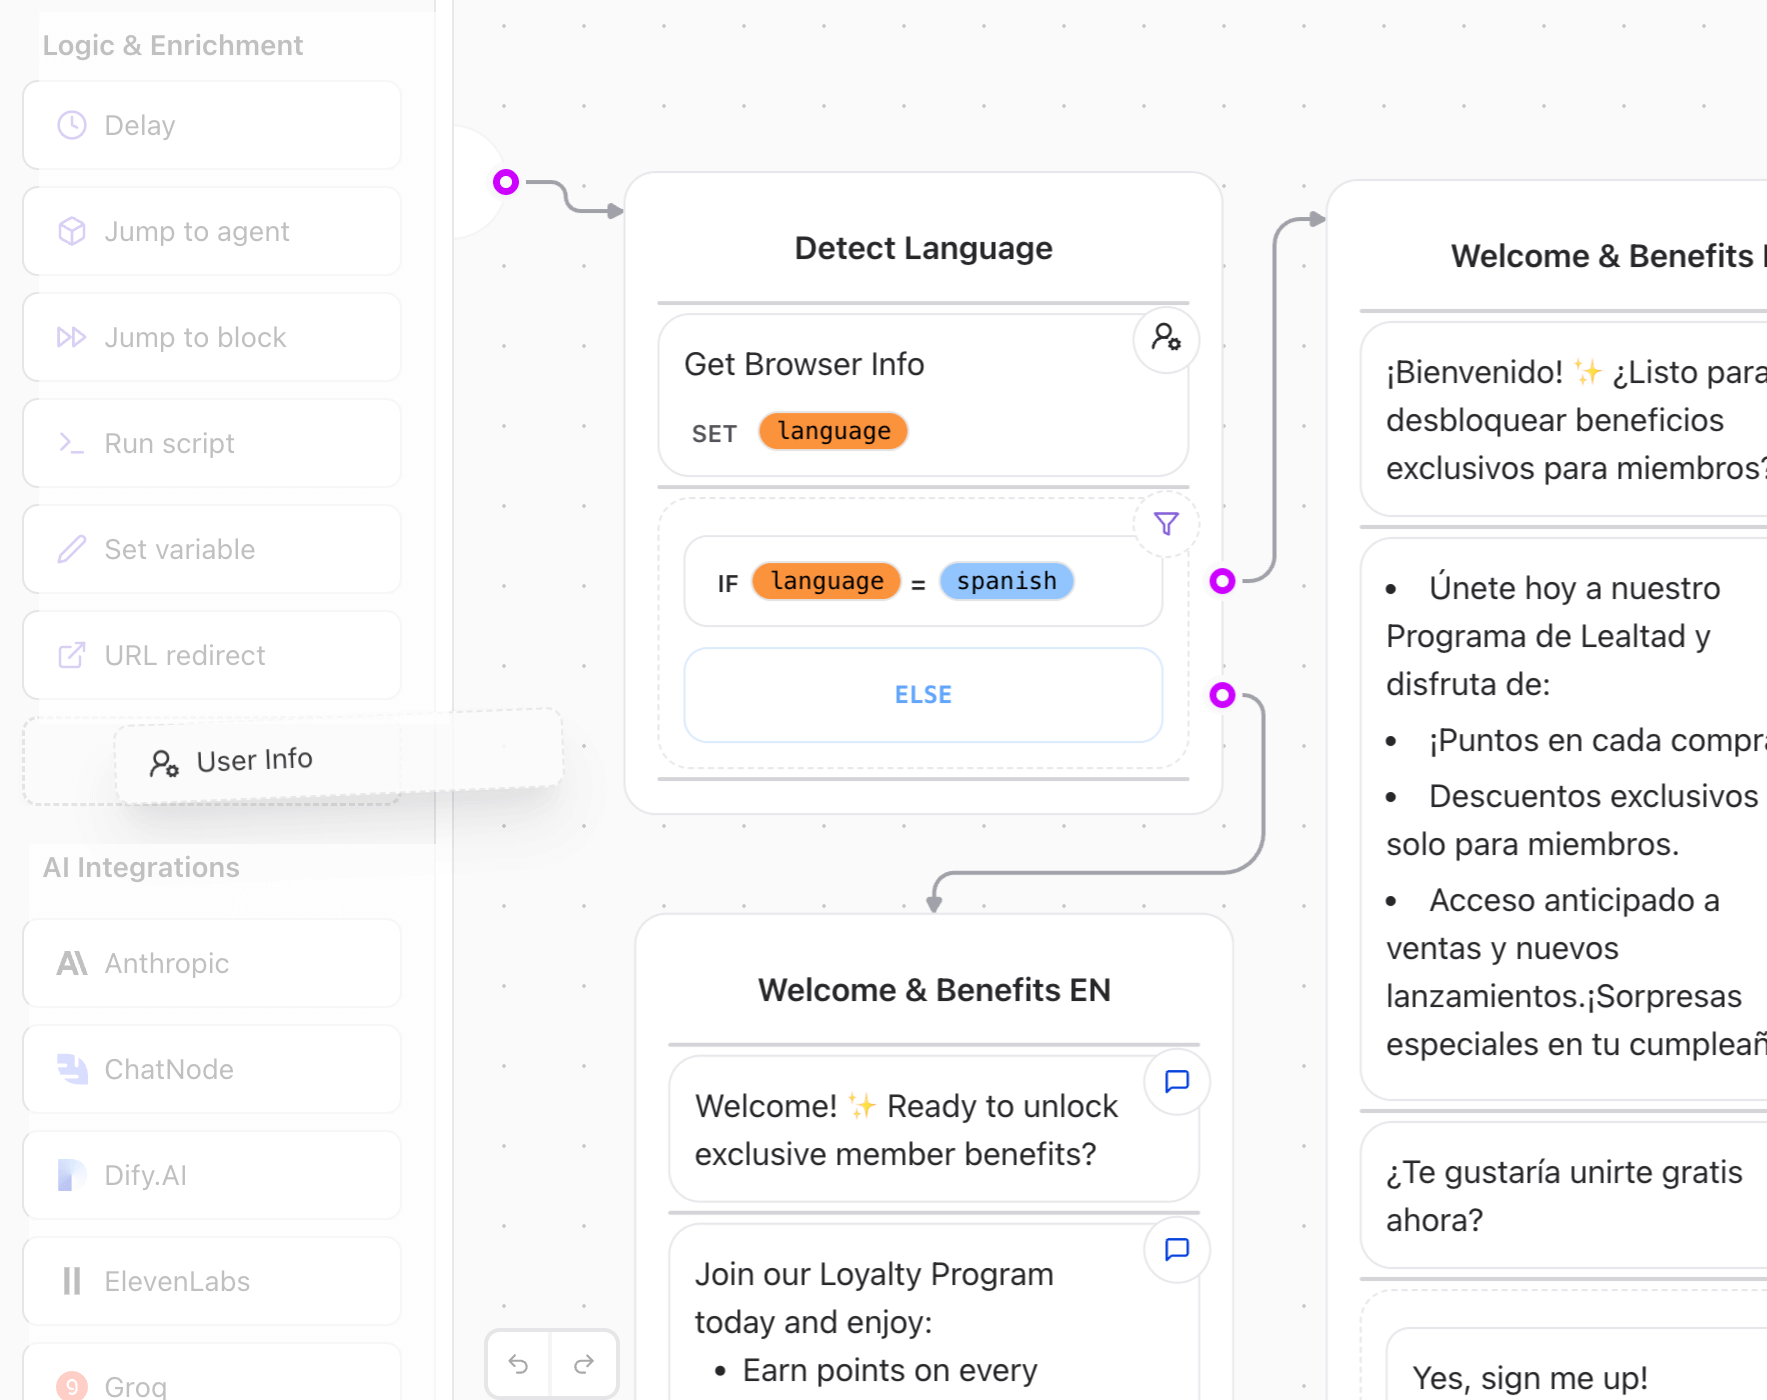 Logic & Enrichment
Delay
Jump to agent
Jump to block
Run script
Set variable
URL redirect
User Info
AI Integrations
Anthropic
ChatNode
Dify.AI
ElevenLabs
Groq
Detect Language
Get Browser Info
SET language
IF language = spanish
ELSE
Welcome & Benefits EN
Welcome! ✨ Ready to unlock
exclusive member benefits?
Join our Loyalty Program
today and enjoy:
• Earn points on every
Welcome & Benefits
¡Bienvenido! ✨ ¿Listo para
desbloquear beneficios
exclusivos para miembros?
• Únete hoy a nuestro
Programa de Lealtad y
disfruta de:
• ¡Puntos en cada
• Descuentos exclusivos
solo para miembros.
• Acceso anticipado a
ventas y nuevos
lanzamientos.¡Sorpresas
especiales en tu
¿Te gustaría unirte gratis
ahora?
Yes, sign me up!